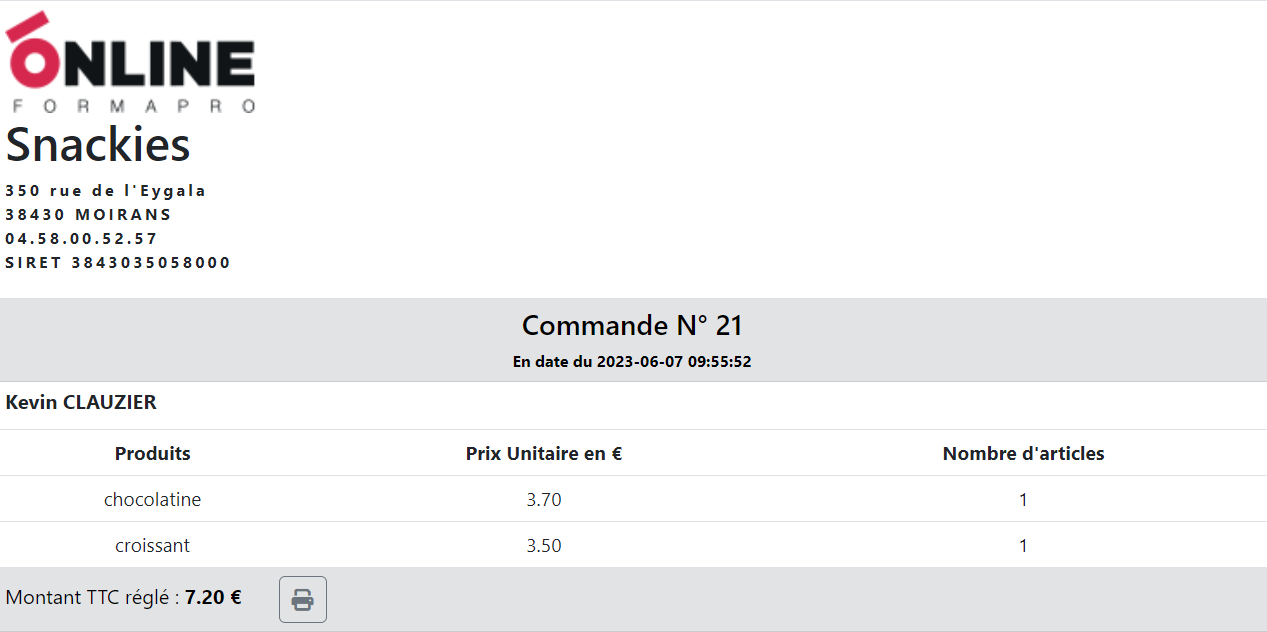 ONLINE
FORMAPRO
Snackies
350 rue de l'Eygala
38430 MOIRANS
04.58.00.52.57
SIRET 3843035058000
Commande N° 21
En date du 2023-06-07 09:55:52
Kevin CLAUZIER
Produits Prix Unitaire en € Nombre d'articles
chocolatine 3.70 1
croissant 3.50 1
Montant TTC réglé : 7.20 €